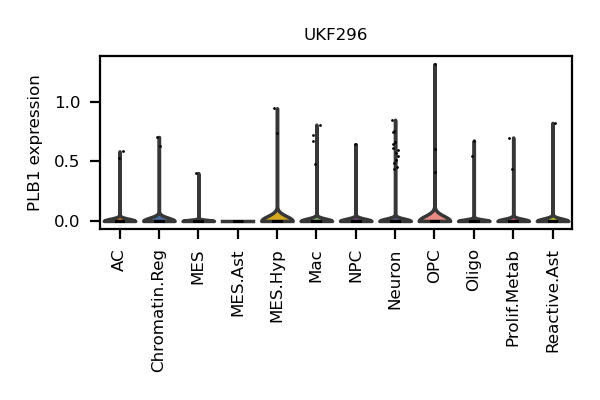 UKF296
PLB1 expression
1.0
0.5
0.0
AC
Chromatin.Reg
MES
MES.Ast
MES.Hyp
Mac
NPC
Neuron
OPC
Oligo
Prolif.Metab
Reactive.Ast